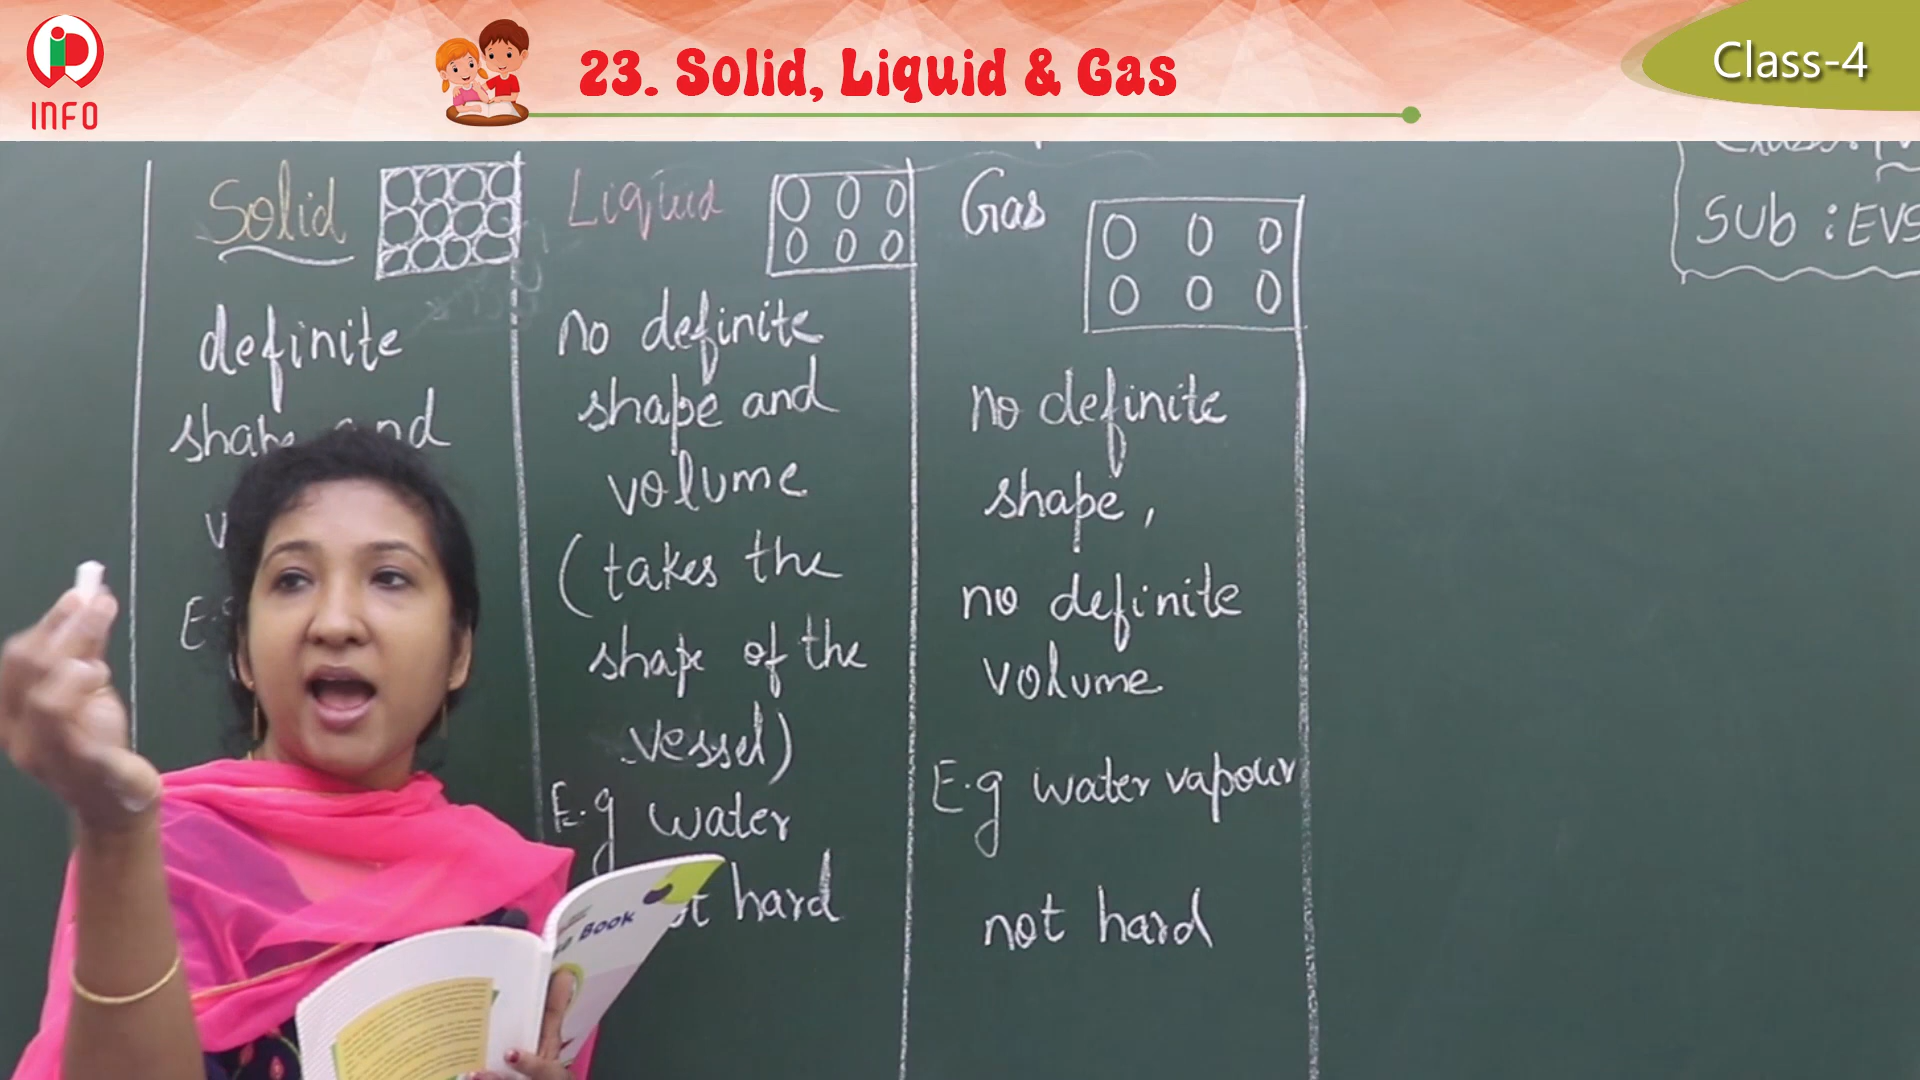 INFO
23. Solid, Liquid & Gas
Class-4
Sub : EVS
Solid
definite
shape and
Liquid
no definite
shape and
volume
(takes the
shape of the
vessel)
E.g water
hard
Gas
no definite
shape,
no definite
volume
E.g water vapour
not hard
Book